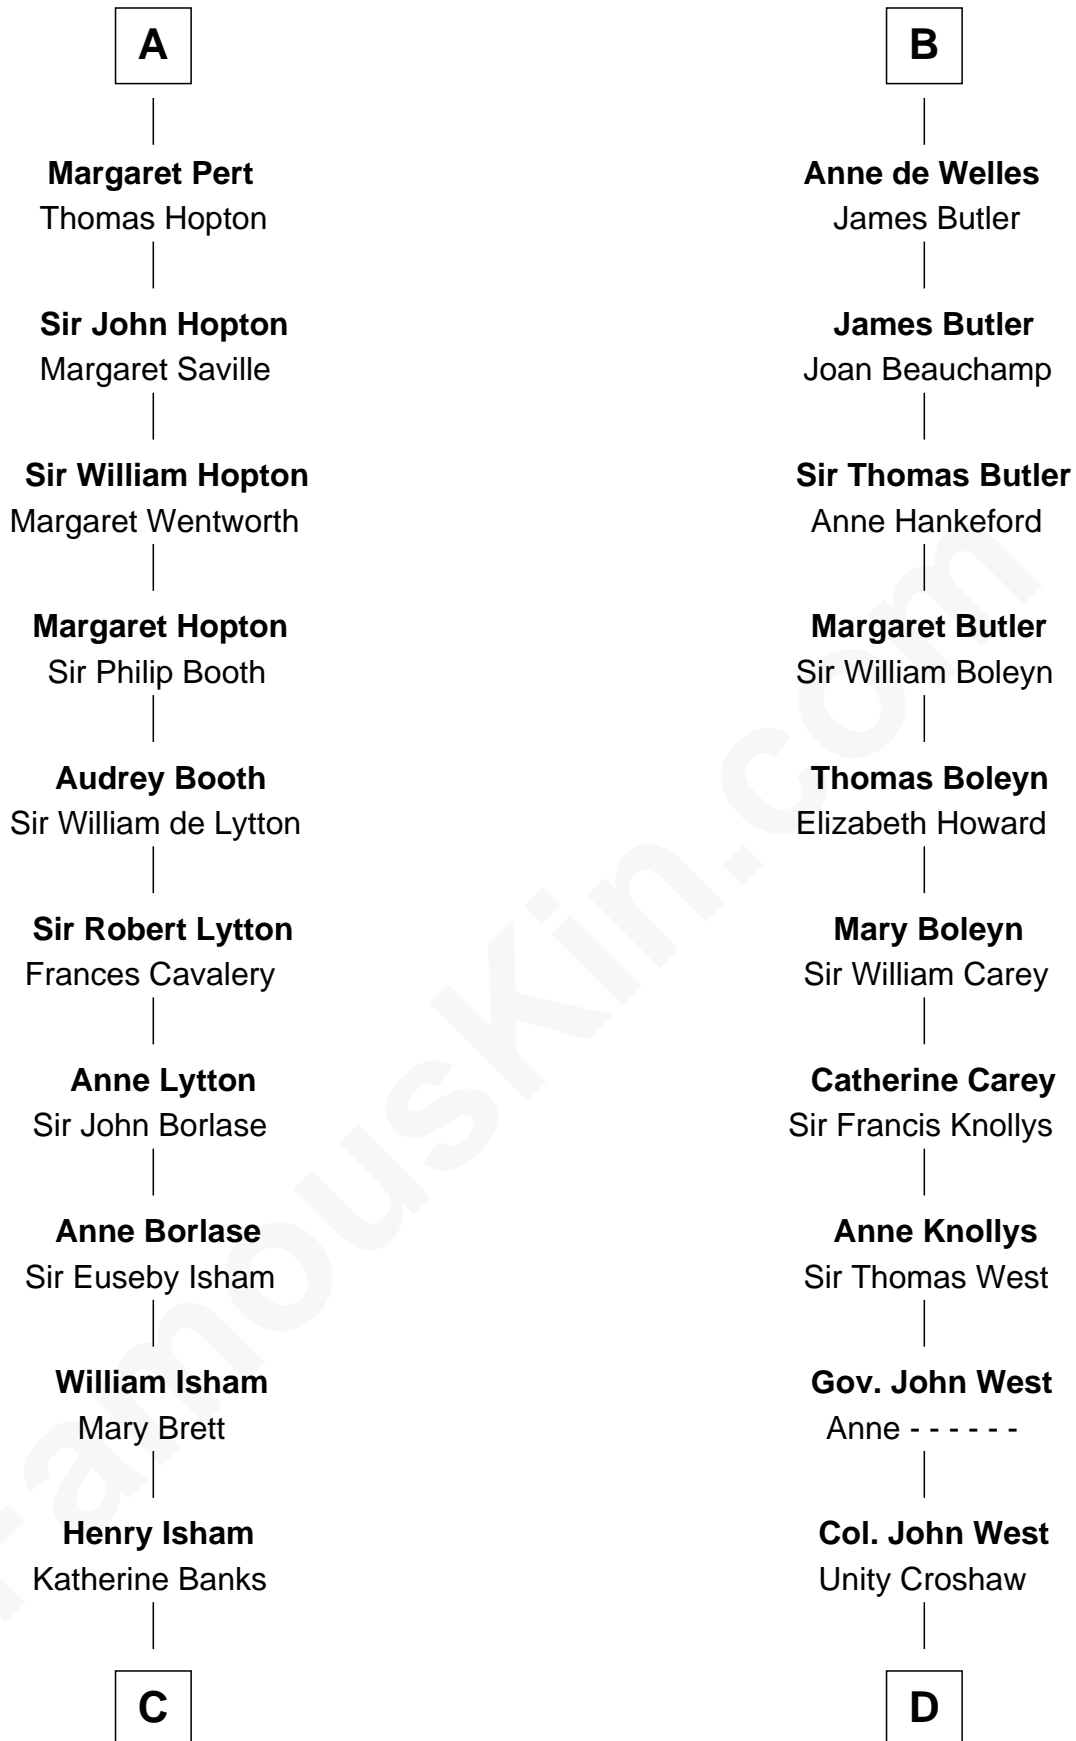 A
Margaret Pert
Thomas Hopton
Sir John Hopton
Margaret Saville
Sir William Hopton
Margaret Wentworth
Margaret Hopton
Sir Philip Booth
Audrey Booth
Sir William de Lytton
Sir Robert Lytton
Frances Cavalery
Anne Lytton
Sir John Borlase
Anne Borlase
Sir Euseby Isham
William Isham
Mary Brett
Henry Isham
Katherine Banks
C
B
Anne de Welles
James Butler
James Butler
Joan Beauchamp
Sir Thomas Butler
Anne Hankeford
Margaret Butler
Sir William Boleyn
Thomas Boleyn
Elizabeth Howard
Mary Boleyn
Sir William Carey
Catherine Carey
Sir Francis Knollys
Anne Knollys
Sir Thomas West
Gov. John West
Anne - - - - - -
Col. John West
Unity Croshaw
D
FamousKin.com